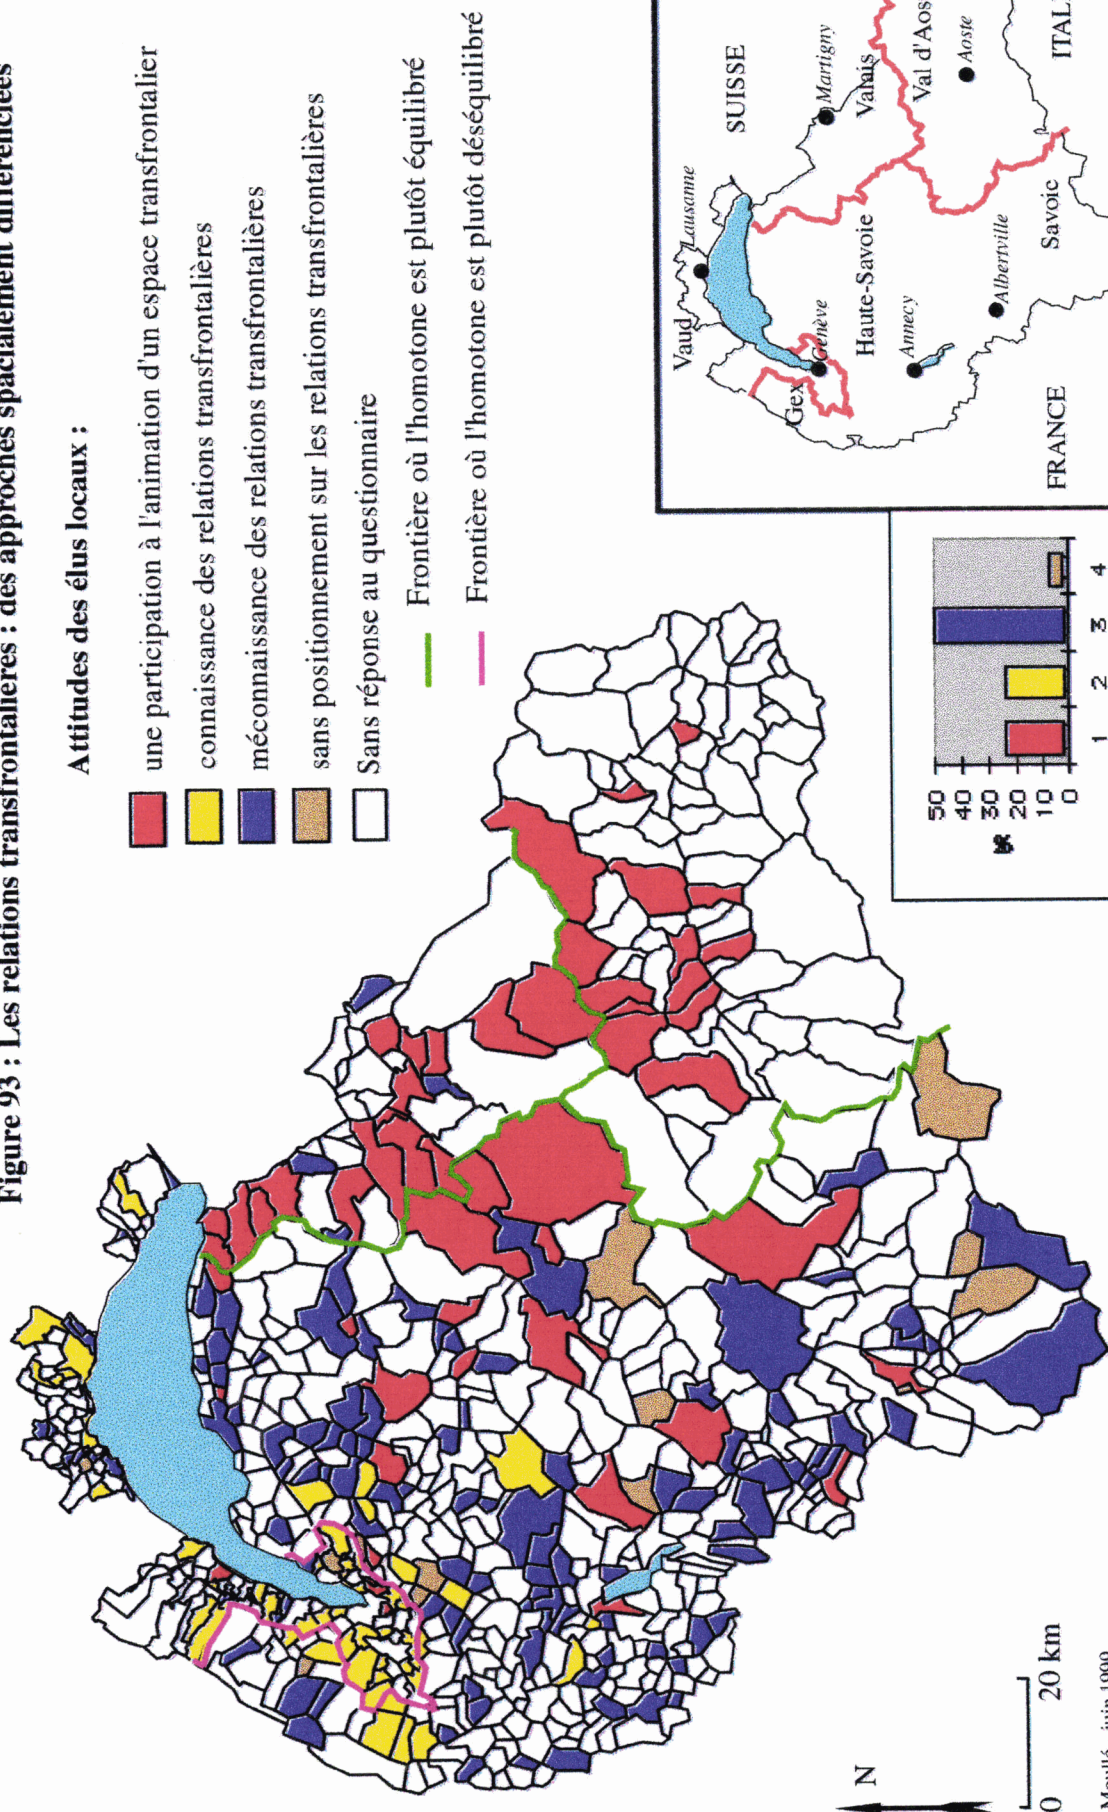 Figure 93 : Les relations transfrontalières : des approches spacialement différenciées
Attitudes des élus locaux :
une participation à l'animation d'un espace transfrontalier
connaissance des relations transfrontalières
méconnaissance des relations transfrontalières
sans positionnement sur les relations transfrontalières
Sans réponse au questionnaire
Frontière où l'homotone est plutôt équilibré
Frontière où l'homotone est plutôt déséquilibré
SUISSE
Vaud
Lausanne
Martigny
Valais
Gex
Genève
Haute-Savoie
Val d'Aos
Aoste
Annecy
Albertville
Savoie
FRANCE
ITAL
50
40
30
20
10
0
%
1 2 3 4
N
0 20 km
juin 1999